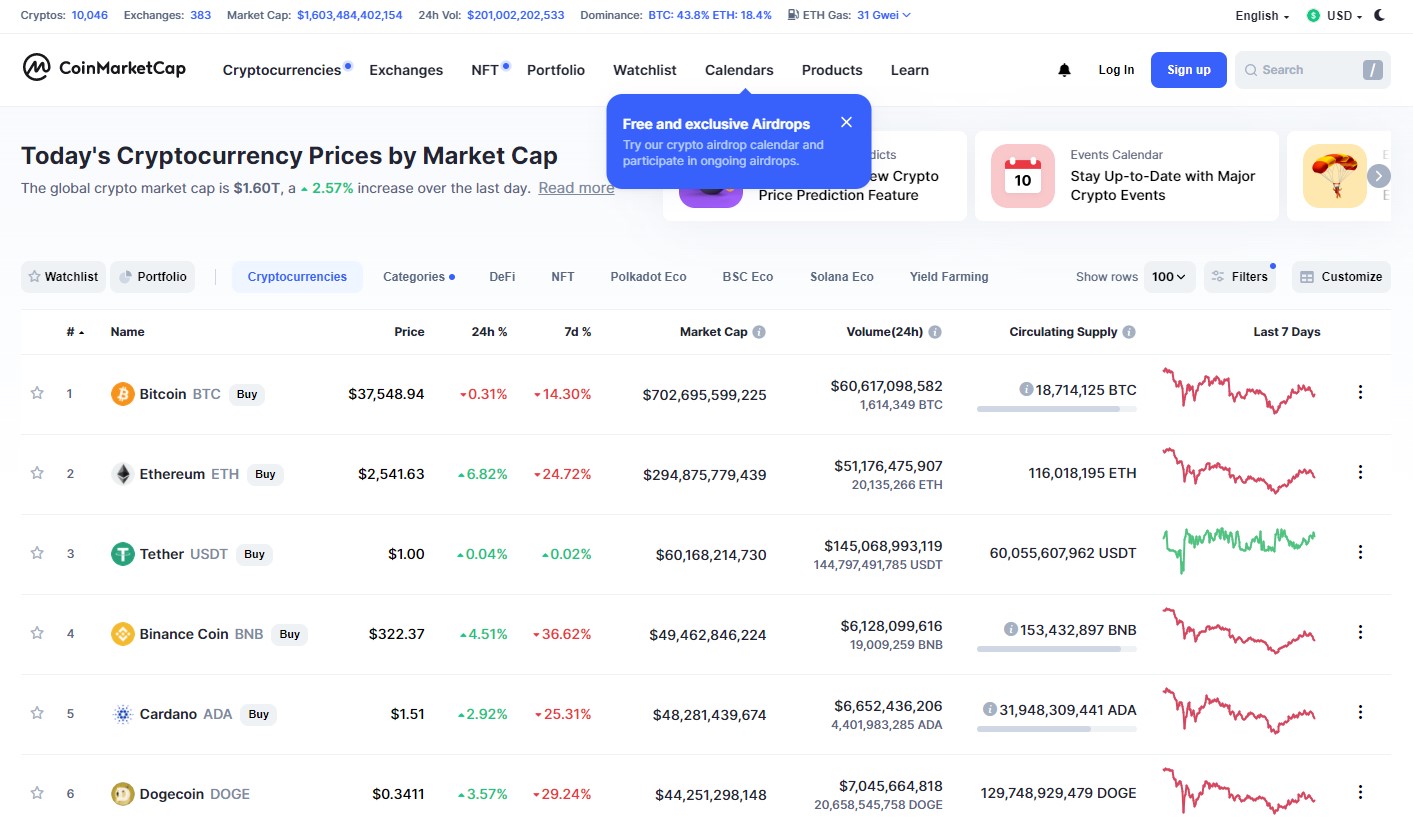 Cryptos: 10,046 Exchanges: 383 Market Cap: $1,603,484,402,154 24h Vol: $201,002,202,533 Dominance: BTC: 43.8% ETH: 18.4% ETH Gas: 31 Gwei English USD
CoinMarketCap Cryptocurrencies Exchanges NFT Portfolio Watchlist Calendars Products Learn Log In Sign up Search /
Free and exclusive Airdrops
Try our crypto airdrop calendar and
participate in ongoing airdrops.
Today's Cryptocurrency Prices by Market Cap
The global crypto market cap is $1.60T, a 2.57% increase over the last day. Read more
Crypto
Price Prediction Feature
10
Events Calendar
Stay Up-to-Date with Major
Crypto Events
Watchlist Portfolio Cryptocurrencies Categories DeFi NFT Polkadot Eco BSC Eco Solana Eco Yield Farming Show rows 100 Filters Customize
# Name Price 24h % 7d % Market Cap Volume(24h) Circulating Supply Last 7 Days
1 Bitcoin BTC Buy $37,548.94 0.31% 14.30% $702,695,599,225 $60,617,098,582 18,714,125 BTC
1,614,349 BTC
2 Ethereum ETH Buy $2,541.63 6.82% 24.72% $294,875,779,439 $51,176,475,907 116,018,195 ETH
20,135,266 ETH
3 Tether USDT Buy $1.00 0.04% 0.02% $60,168,214,730 $145,068,993,119 60,055,607,962 USDT
144,797,491,785 USDT
4 Binance Coin BNB Buy $322.37 4.51% 36.62% $49,462,846,224 $6,128,099,616 153,432,897 BNB
19,009,259 BNB
5 Cardano ADA Buy $1.51 2.92% 25.31% $48,281,439,674 $6,652,436,206 31,948,309,441 ADA
4,401,983,285 ADA
6 Dogecoin DOGE $0.3411 3.57% 29.24% $44,251,298,148 $7,045,664,818 129,748,929,479 DOGE
20,658,545,758 DOGE